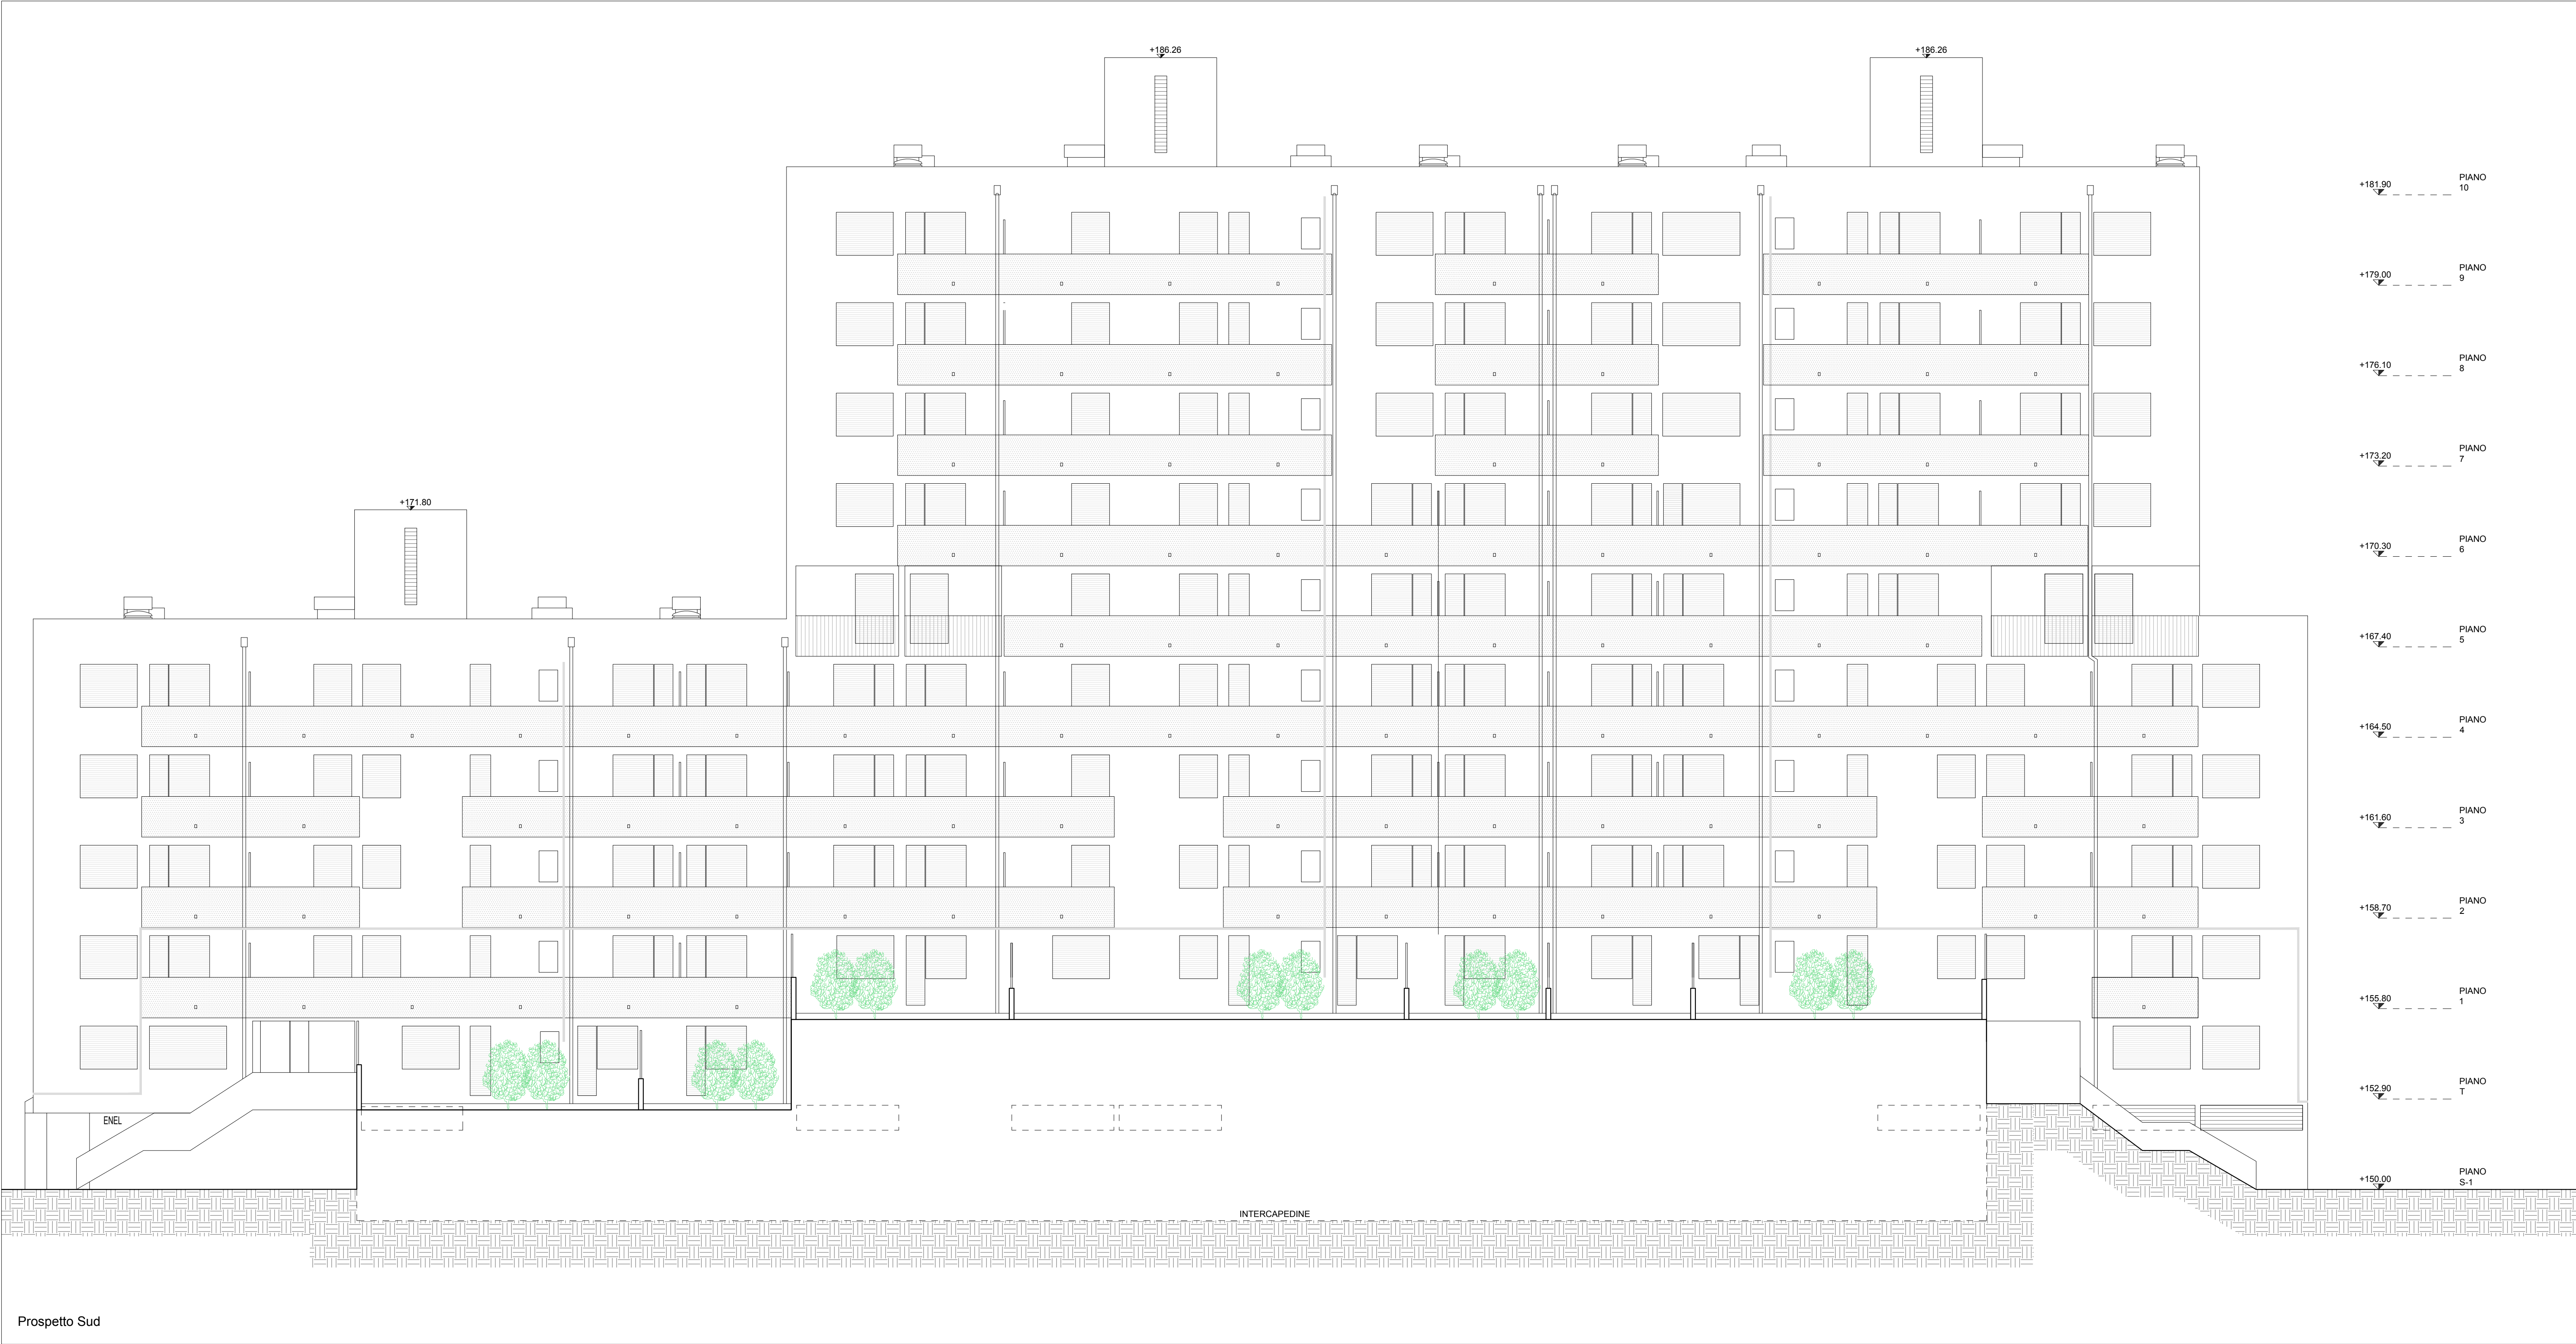 +186.26
+186.26
+181.90
PIANO
10
+179.00
PIANO
9
+176.10
PIANO
8
+173.20
PIANO
7
+171.80
+170.30
PIANO
6
+167.40
PIANO
5
+164.50
PIANO
4
+161.60
PIANO
3
+158.70
PIANO
2
+155.80
PIANO
1
+152.90
PIANO
T
ENEL
+150.00
PIANO
S-1
INTERCAPEDINE
Prospetto Sud